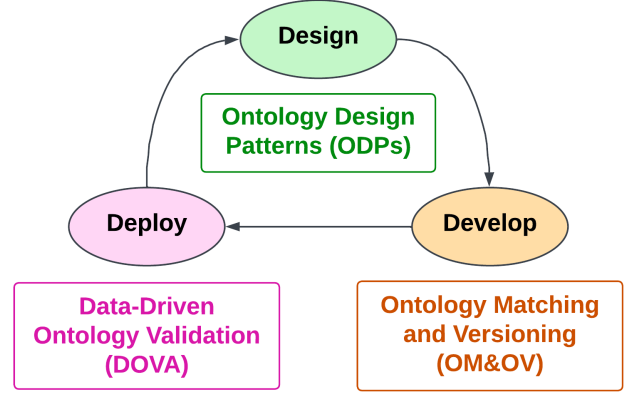 Design
Ontology Design
Patterns (ODPs)
Deploy
Develop
Data-Driven
Ontology Validation
(DOVA)
Ontology Matching
and Versioning
(OM&OV)